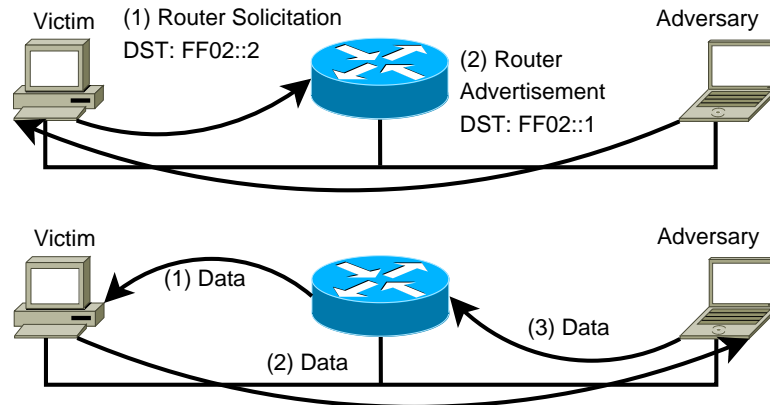 Victim
(1) Router Solicitation
DST: FF02::2
(2) Router
Advertisement
DST: FF02::1
Adversary
Victim
(1) Data
(2) Data
(3) Data
Adversary